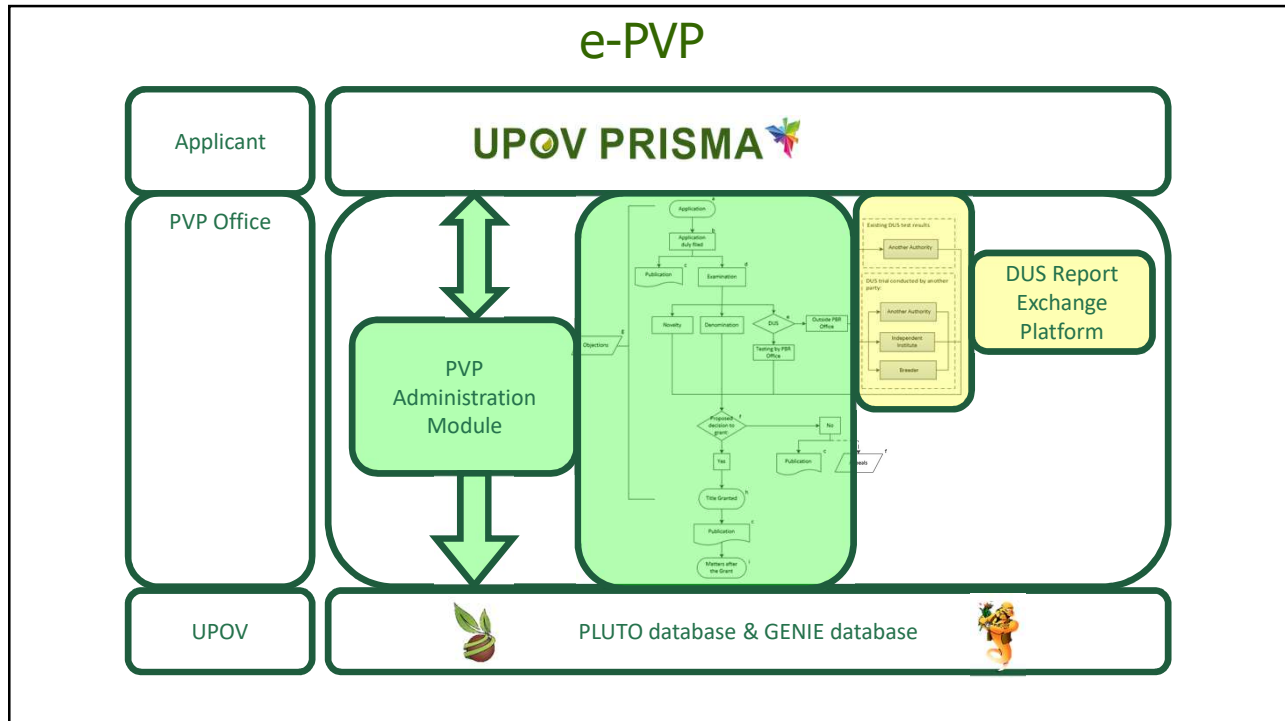 e-PVP
Applicant
UPOV PRISMA
PVP Office
PVP
Administration
Module
a
Application
b
Application
duly filed
c
Publication
d
Examination
Novelty
Denomination
e
DUS
Outside PBR
Office
Testing by PBR
Office
g
Objections
f
Proposed
decision to
grant
No
Yes
c
Publication
f
h
Title Granted
c
Publication
i
Matters after
the Grant
Existing DUS test results
Another Authority
DUS trial conducted by another
party:
Another Authority
Independent
Institute
Breeder
DUS Report
Exchange
Platform
UPOV
PLUTO database & GENIE database